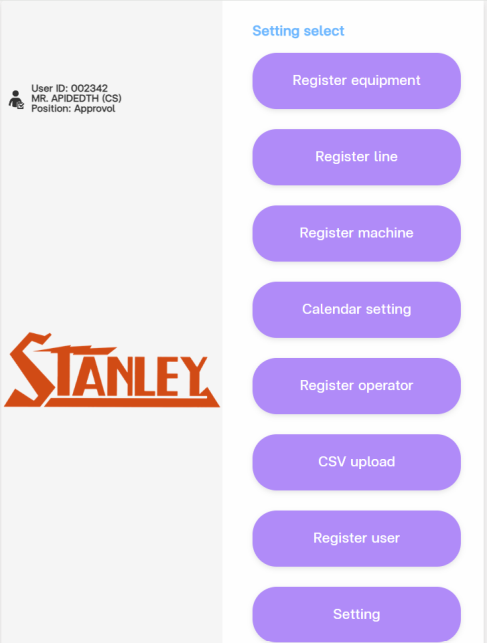 User ID: 002342
MR. APIDEDTH (CS)
Position: Approvol
STANLEY
Setting select
Register equipment
Register line
Register machine
Calendar setting
Register operator
CSV upload
Register user
Setting